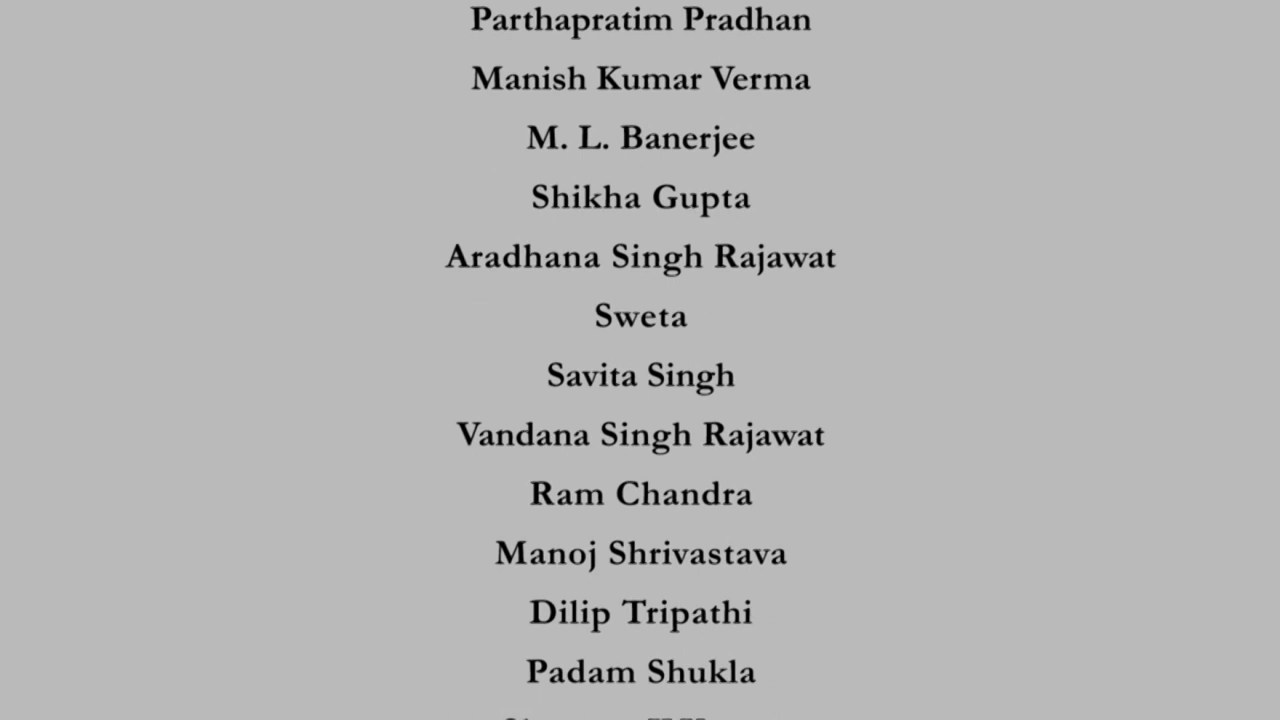 Parthapratim Pradhan
Manish Kumar Verma
M. L. Banerjee
Shikha Gupta
Aradhana Singh Rajawat
Sweta
Savita Singh
Vandana Singh Rajawat
Ram Chandra
Manoj Shrivastava
Dilip Tripathi
Padam Shukla